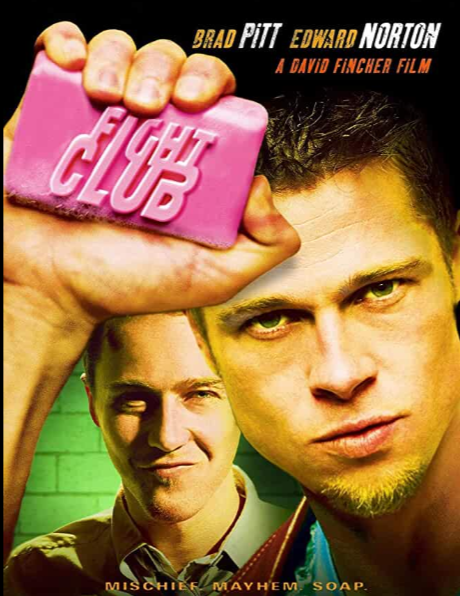 BRAD PITT EDWARD NORTON
A DAVID FINCHER FILM
FIGHT
CLUB
MISCHIEF. MAYHEM. SOAP.